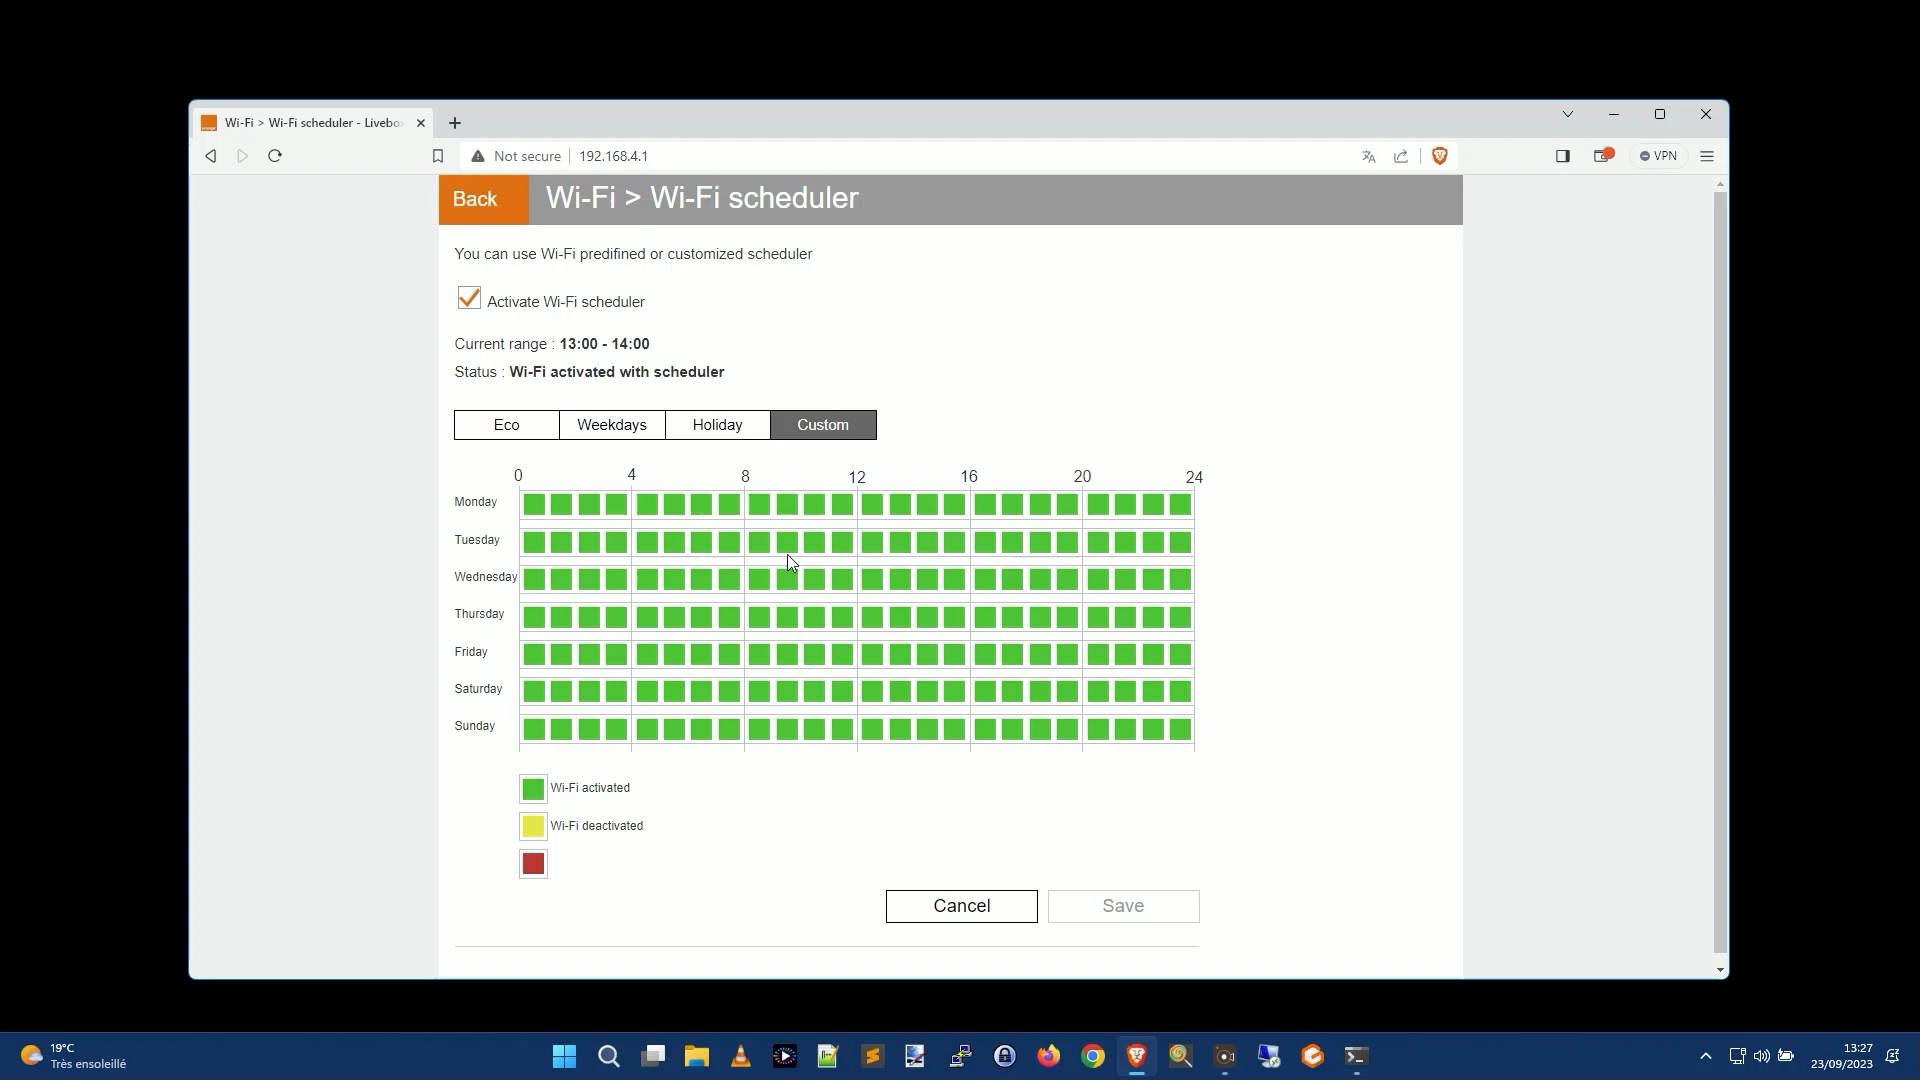 Wi-Fi > Wi-Fi scheduler - Livebo
Not secure
192.168.4.1
VPN
Back
Wi-Fi > Wi-Fi scheduler
You can use Wi-Fi predifined or customized scheduler
Activate Wi-Fi scheduler
Current range : 13:00 - 14:00
Status : Wi-Fi activated with scheduler
Eco
Weekdays
Holiday
Custom
0 4 8 12 16 20 24
Monday
Tuesday
Wednesday
Thursday
Friday
Saturday
Sunday
Wi-Fi activated
Wi-Fi deactivated
Cancel
Save
19°C
Très ensoleillé
13:27
23/09/2023